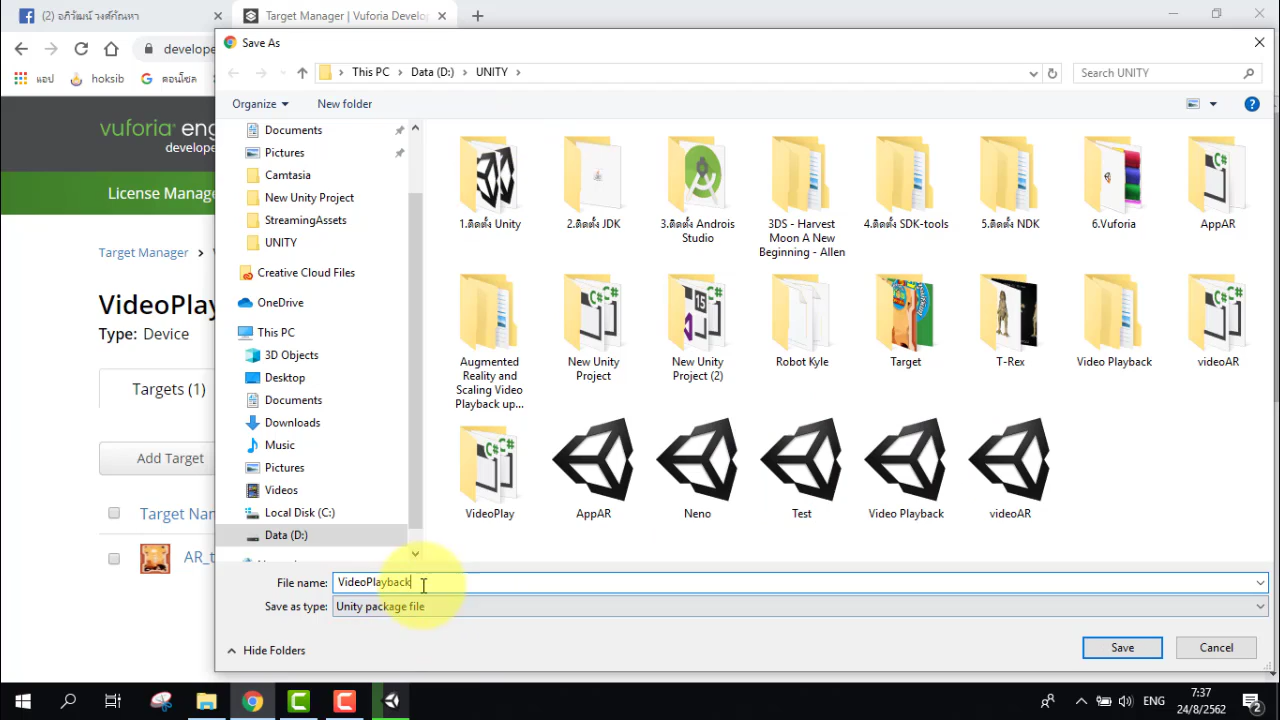 (2) อภิวัฒน์ วงศ์คัณหา
Target Manager | Vuforia Develo
Save As
develope
This PC
Data (D:)
UNITY
Search UNITY
แอป
hoksib
ตอนโซล
Organize
New folder
vuforia® eng
develope
License Manage
Target Manager
VideoPlay
Type: Device
Targets (1)
Add Target
Target Nar
AR_t
Documents
Pictures
Camtasia
New Unity Project
StreamingAssets
UNITY
Creative Cloud Files
OneDrive
This PC
3D Objects
Desktop
Documents
Downloads
Music
Pictures
Videos
Local Disk (C:)
Data (D:)
1.ติดตั้ง Unity
2.ติดตั้ง JDK
3.ติดตั้ง Androis
Studio
3DS - Harvest
Moon A New
Beginning - Allen
4.ติดตั้ง SDK-tools
5.ติดตั้ง NDK
6.Vuforia
AppAR
Augmented
Reality and
Scaling Video
Playback up...
New Unity
Project
New Unity
Project (2)
Robot Kyle
Target
T-Rex
Video Playback
videoAR
VideoPlay
AppAR
Neno
Test
Video Playback
videoAR
File name:
VideoPlayback
Save as type:
Unity package file
Hide Folders
Save
Cancel
ENG
7:37
24/8/2562
2